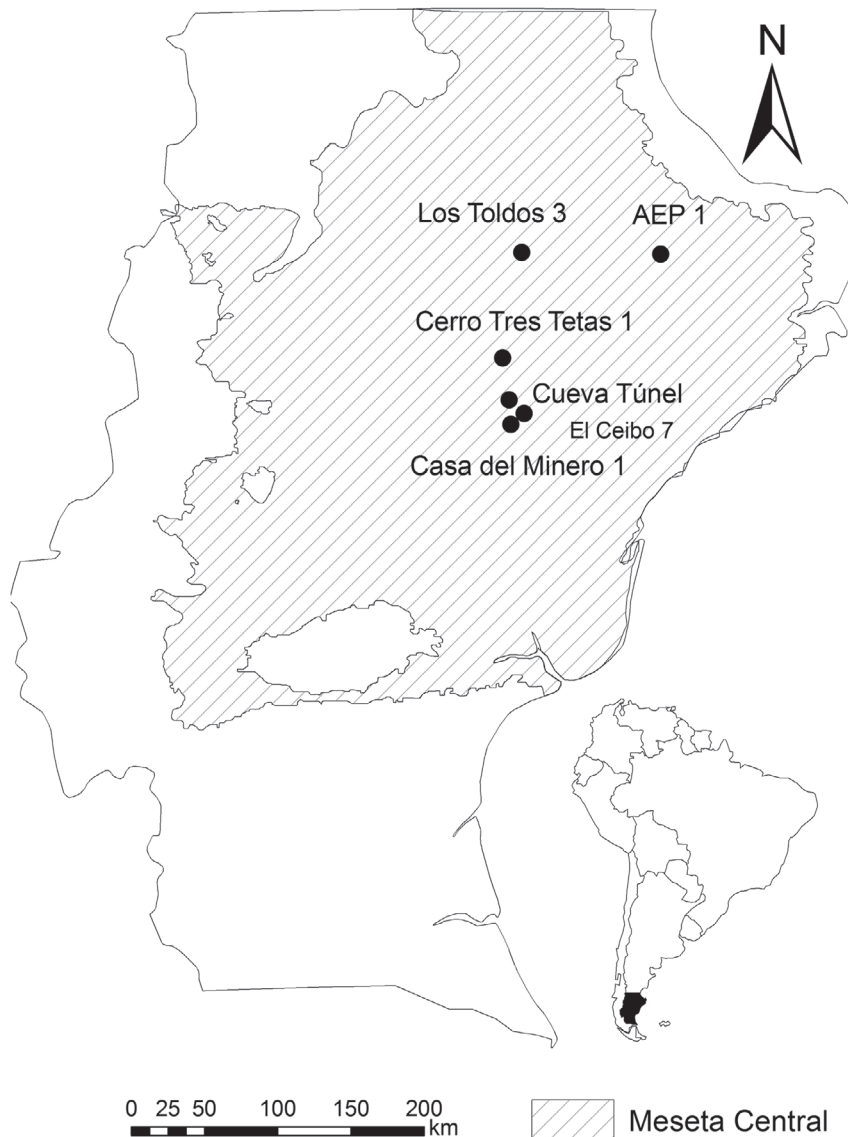 N
Los Toldos 3
AEP 1
Cerro Tres Tetas 1
Cueva Túnel
El Ceibo 7
Casa del Minero 1
0 25 50 100 150 200
km
Meseta Central